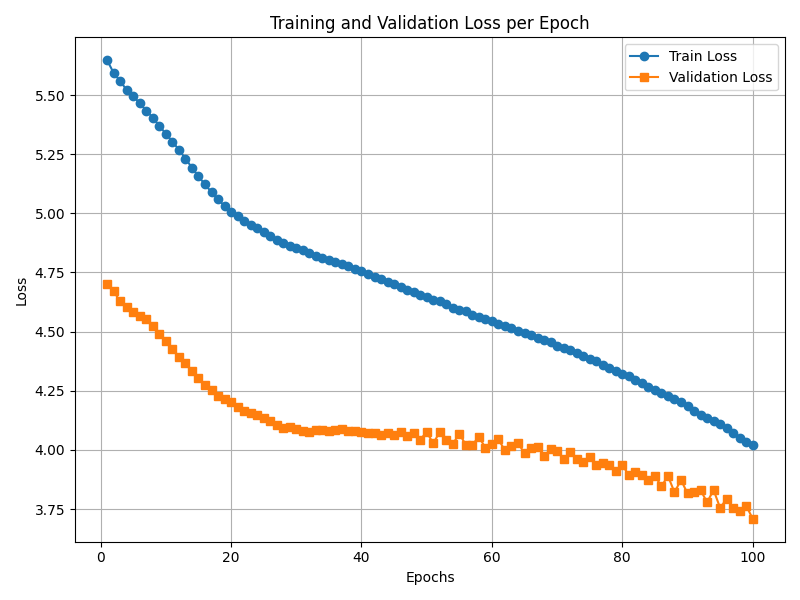 Training and Validation Loss per Epoch
Train Loss
Validation Loss
Loss
5.50
5.25
5.00
4.75
4.50
4.25
4.00
3.75
0 20 40 60 80 100
Epochs